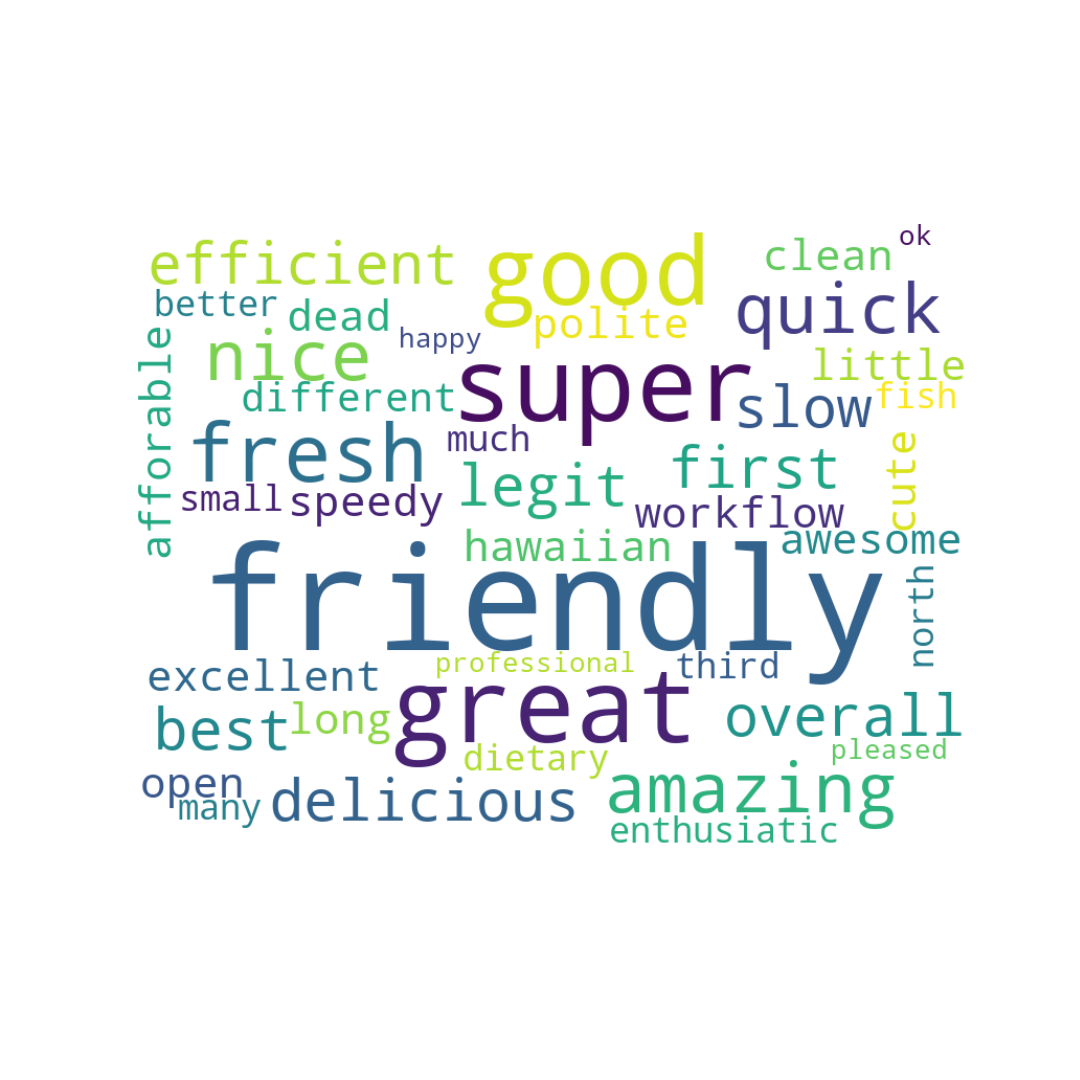 ok
efficient
good
clean
better
dead
polite
quick
happy
nice
affordable
super
little
different
slow
fish
fresh
much
legit
first
cute
small
speedy
workflow
hawaiian
awesome
friendly
north
excellent
professional
third
best
long
great
overall
dietary
pleased
open
many
delicious
amazing
enthusiatic